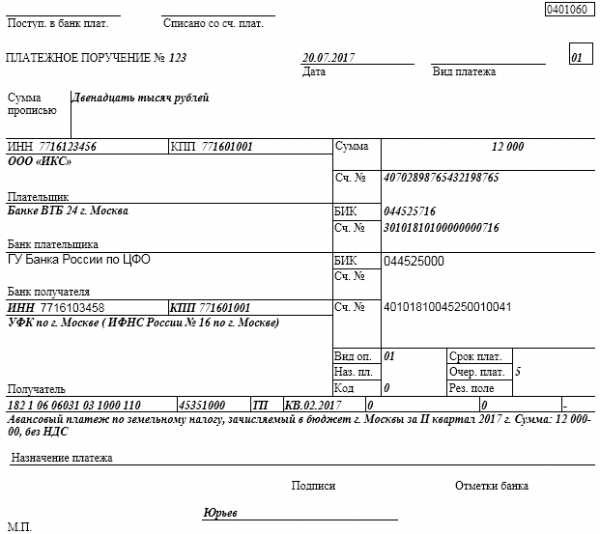 0401060
Поступ. в банк плат. Списано со сч. плат.
ПЛАТЕЖНОЕ ПОРУЧЕНИЕ № 123 20.07.2017 01
Дата Вид платежа
Сумма прописью Двенадцать тысяч рублей
ИНН 7716123456 КПП 771601001 Сумма 12 000
ООО «ИКС»
Сч. № 40702898765432198765
Плательщик
Банке ВТБ 24 г. Москва БИК 044525716
Сч. № 30101810100000000716
Банк плательщика
ГУ Банка России по ЦФО БИК 044525000
Сч. №
Банк получателя
ИНН 7716103458 КПП 771601001 Сч. № 40101810045250010041
УФК по г. Москве ( ИФНС России № 16 по г. Москве)
Вид оп. 01 Срок плат.
Наз. пл. Очер. плат. 5
Получатель Код 0 Рез. поле
182 1 06 06031 03 1000 110 45351000 ТП КВ.02.2017 0 0 -
Авансовый платеж по земельному налогу, зачисляемый в бюджет г. Москвы за II квартал 2017 г. Сумма: 12 000-
00, без НДС
Назначение платежа
Подписи Отметки банка
Юрьев
М.П.